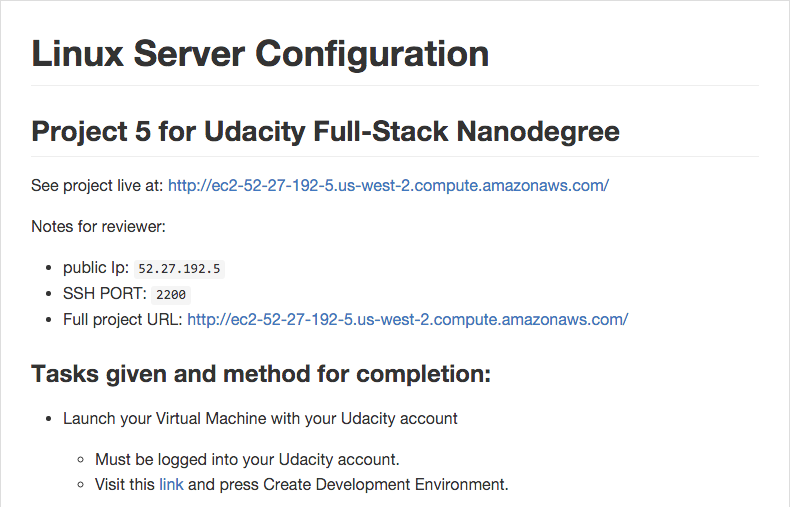 Linux Server Configuration
Project 5 for Udacity Full-Stack Nanodegree
See project live at: http://ec2-52-27-192-5.us-west-2.compute.amazonaws.com/
Notes for reviewer:
• public Ip: 52.27.192.5
• SSH PORT: 2200
• Full project URL: http://ec2-52-27-192-5.us-west-2.compute.amazonaws.com/
Tasks given and method for completion:
• Launch your Virtual Machine with your Udacity account
◦ Must be logged into your Udacity account.
◦ Visit this link and press Create Development Environment.